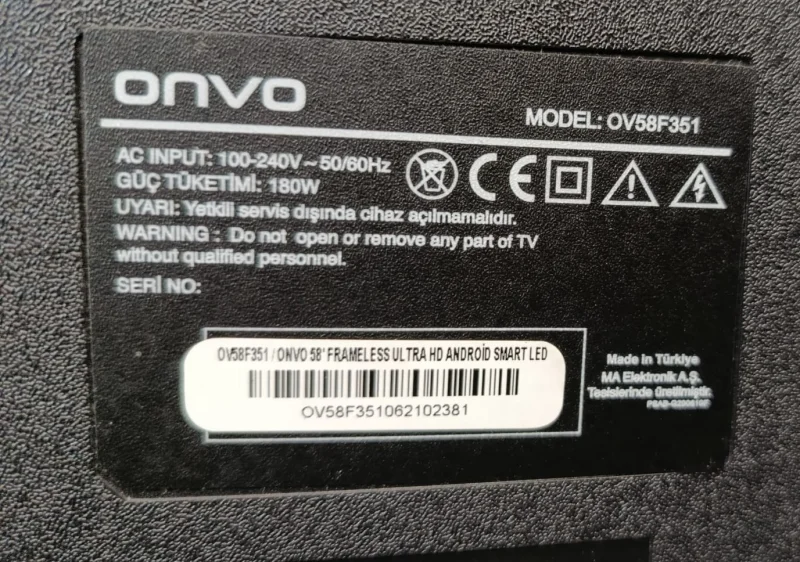 onvo
MODEL: OV58F351
AC INPUT: 100-240V ~ 50/60Hz
GÜÇ TÜKETİMİ: 180W
UYARI: Yetkili servis dışında cihaz açılmamalıdır.
WARNING : Do not open or remove any part of TV
without qualified personnel.
SERİ NO:
OV58F351 / ONVO 58" FRAMELESS ULTRA HD ANDROİD SMART LED
OV58F351062102381
Made in Türkiye
MA Elektronik A.Ş.
Tesislerinde üretilmiştir.